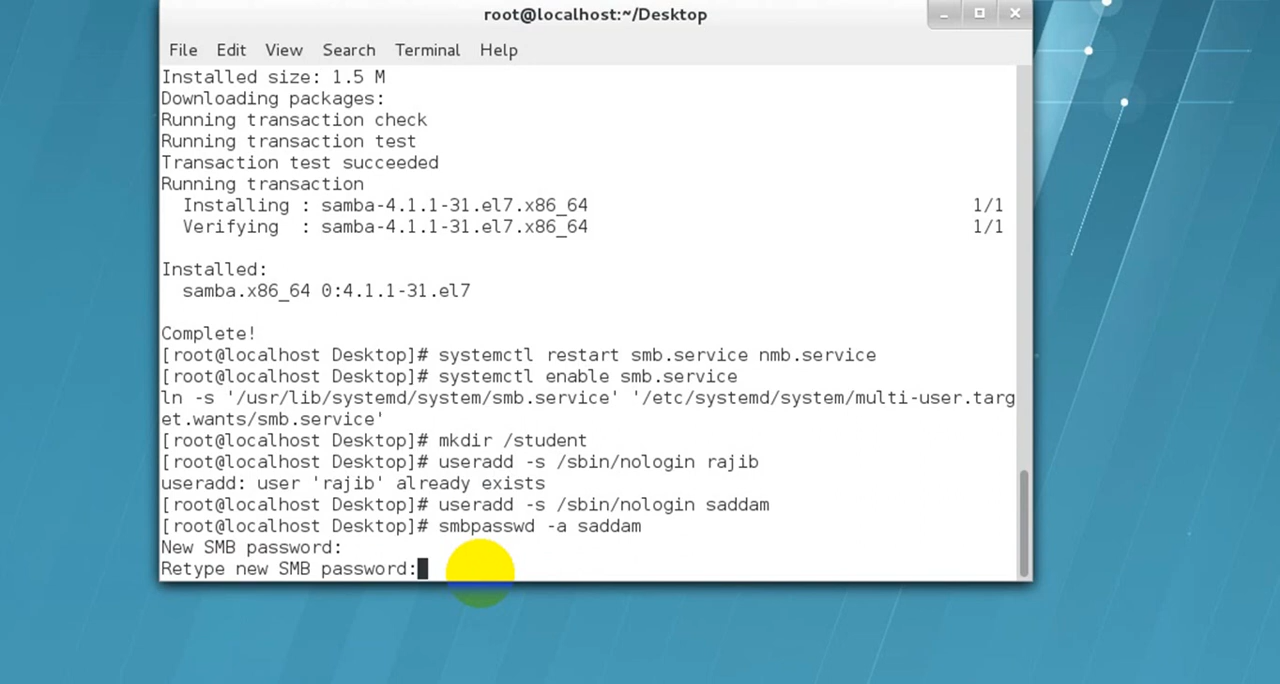 root@localhost:~/Desktop
File Edit View Search Terminal Help
Installed size: 1.5 M
Downloading packages:
Running transaction check
Running transaction test
Transaction test succeeded
Running transaction
  Installing : samba-4.1.1-31.el7.x86_64 1/1
  Verifying  : samba-4.1.1-31.el7.x86_64 1/1
Installed:
  samba.x86_64 0:4.1.1-31.el7
Complete!
[root@localhost Desktop]# systemctl restart smb.service nmb.service
[root@localhost Desktop]# systemctl enable smb.service
ln -s '/usr/lib/systemd/system/smb.service' '/etc/systemd/system/multi-user.targ
et.wants/smb.service'
[root@localhost Desktop]# mkdir /student
[root@localhost Desktop]# useradd -s /sbin/nologin rajib
useradd: user 'rajib' already exists
[root@localhost Desktop]# useradd -s /sbin/nologin saddam
[root@localhost Desktop]# smbpasswd -a saddam
New SMB password:
Retype new SMB password: